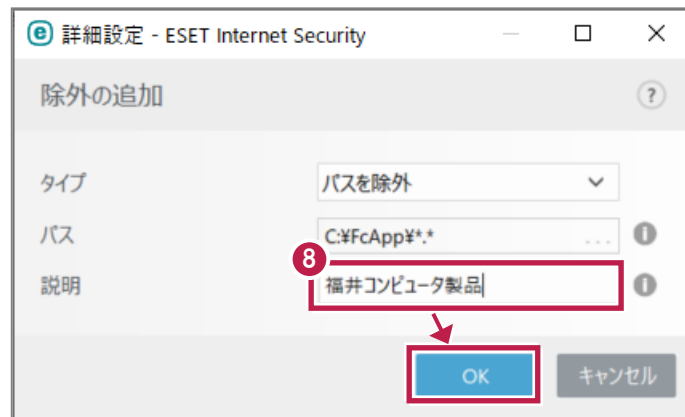 e 詳細設定 - ESET Internet Security
除外の追加 ?
タイプ パスを除外
パス C:¥FcApp¥*.* ... i
8
説明 福井コンピュータ製品 i
OK キャンセル